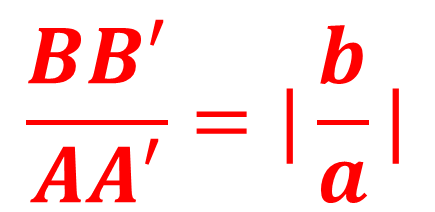 BB′/AA′ = |b/a|